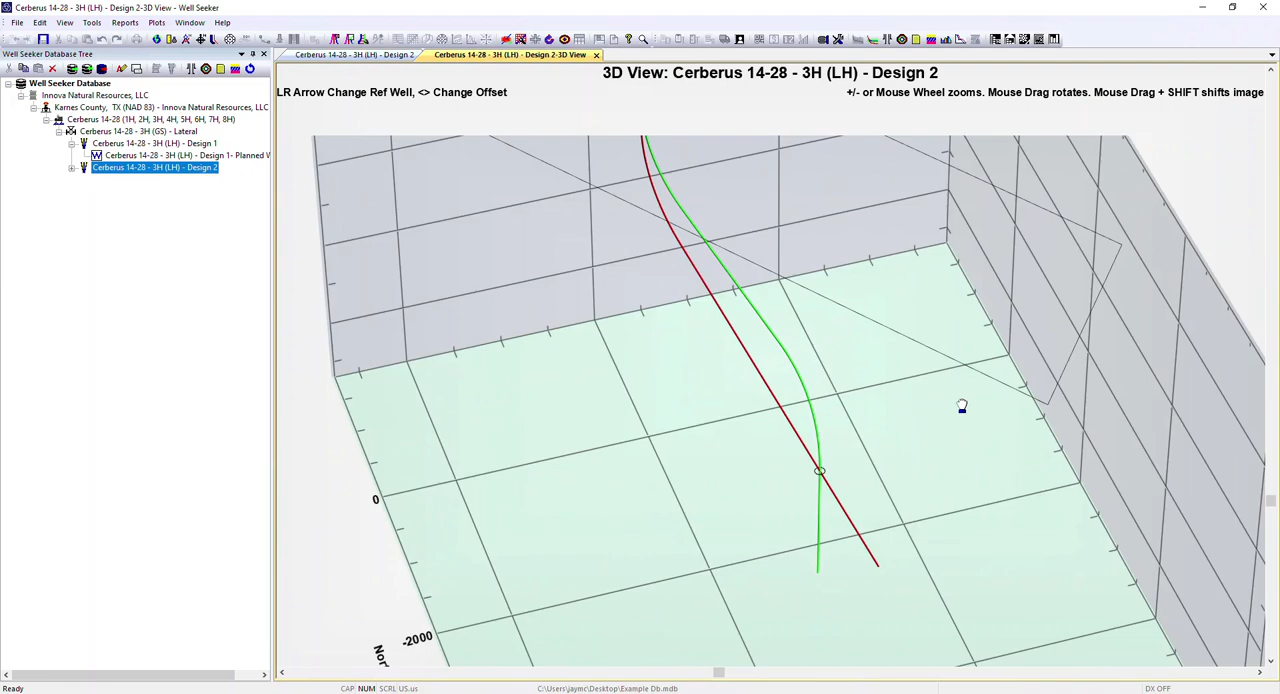 Cerberus 14-28 - 3H (LH) - Design 2-3D View - Well Seeker
File Edit View Tools Reports Plots Window Help
Well Seeker Database Tree
Cerberus 14-28 - 3H (LH) - Design 2
Cerberus 14-28 - 3H (LH) - Design 2-3D View
Well Seeker Database
Innova Natural Resources, LLC
Karnes County, TX (NAD 83) - Innova Natural Resources, LLC
Cerberus 14-28 (1H, 2H, 3H, 4H, 5H, 6H, 7H, 8H)
Cerberus 14-28 - 3H (GS) - Lateral
Cerberus 14-28 - 3H (LH) - Design 1
Cerberus 14-28 - 3H (LH) - Design 1- Planned W
Cerberus 14-28 - 3H (LH) - Design 2
3D View: Cerberus 14-28 - 3H (LH) - Design 2
LR Arrow Change Ref Well, <> Change Offset
+/- or Mouse Wheel zooms. Mouse Drag rotates. Mouse Drag + SHIFT shifts image
0
-2000
Nor
Ready
CAP NUM SCRL US.us
C:\Users\jaymc\Desktop\Example Db.mdb
DX OFF